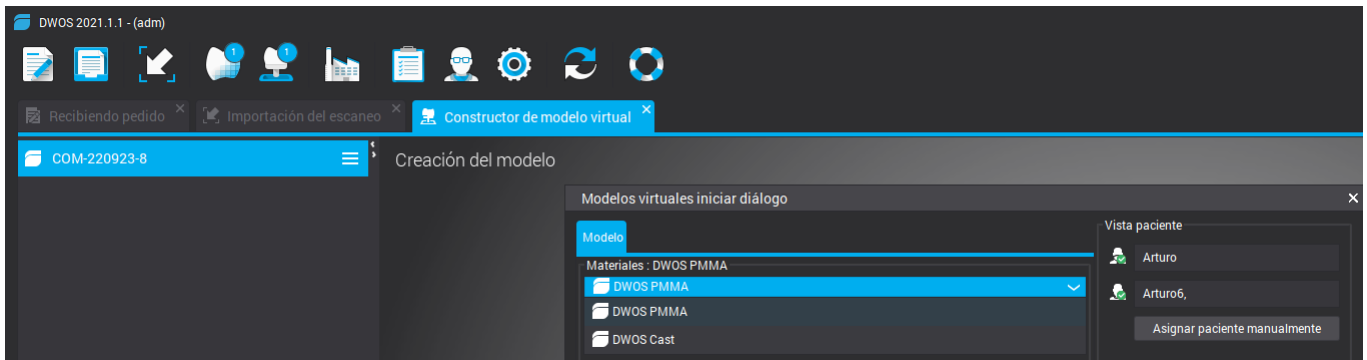 DWOS 2021.1.1 - (adm)
1
1
Recibiendo pedido
Importación del escaneo
Constructor de modelo virtual
COM-220923-8
Creación del modelo
Modelos virtuales iniciar diálogo
Modelo
Vista paciente
Materiales : DWOS PMMA
Arturo
DWOS PMMA
Arturo6,
DWOS PMMA
Asignar paciente manualmente
DWOS Cast